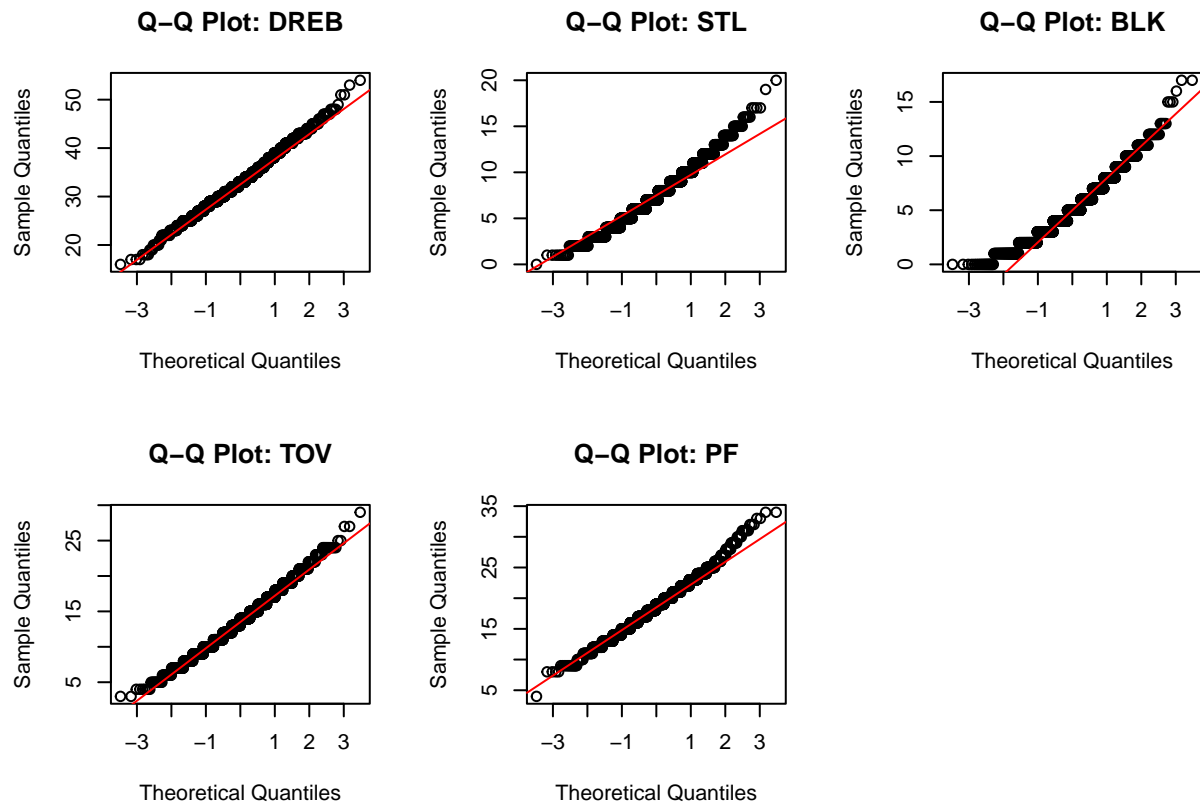 Q−Q Plot: DREB
Q−Q Plot: STL
Q−Q Plot: BLK
Sample Quantiles
20 30 40 50
−3 −1 1 2 3
Theoretical Quantiles
Sample Quantiles
0 5 10 15 20
−3 −1 1 2 3
Theoretical Quantiles
Sample Quantiles
0 5 10 15
−3 −1 1 2 3
Theoretical Quantiles
Q−Q Plot: TOV
Q−Q Plot: PF
Sample Quantiles
5 15 25
−3 −1 1 2 3
Theoretical Quantiles
Sample Quantiles
5 15 25 35
−3 −1 1 2 3
Theoretical Quantiles